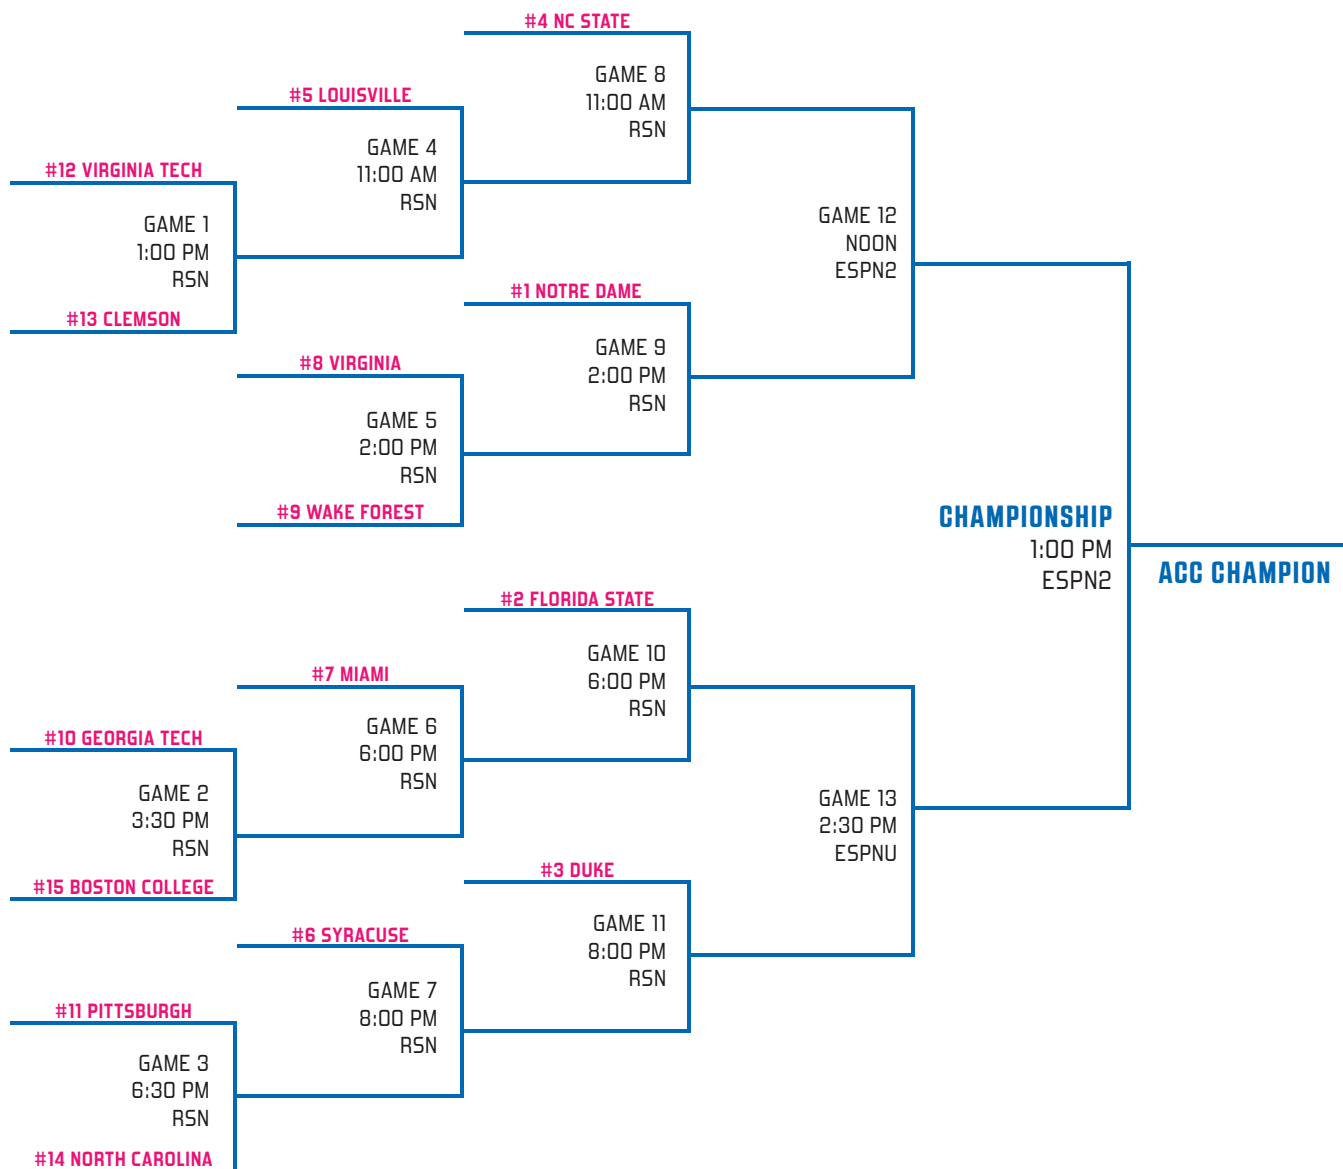 #4 NC STATE
GAME 8
11:00 AM
RSN
#5 LOUISVILLE
GAME 4
11:00 AM
RSN
#12 VIRGINIA TECH
GAME 1
1:00 PM
RSN
#13 CLEMSON
GAME 12
NOON
ESPN2
#1 NOTRE DAME
GAME 9
2:00 PM
RSN
#8 VIRGINIA
GAME 5
2:00 PM
RSN
#9 WAKE FOREST
CHAMPIONSHIP
1:00 PM
ESPN2
ACC CHAMPION
#2 FLORIDA STATE
GAME 10
6:00 PM
RSN
#7 MIAMI
GAME 6
6:00 PM
RSN
#10 GEORGIA TECH
GAME 2
3:30 PM
RSN
#15 BOSTON COLLEGE
GAME 13
2:30 PM
ESPNU
#3 DUKE
GAME 11
8:00 PM
RSN
#6 SYRACUSE
GAME 7
8:00 PM
RSN
#11 PITTSBURGH
GAME 3
6:30 PM
RSN
#14 NORTH CAROLINA